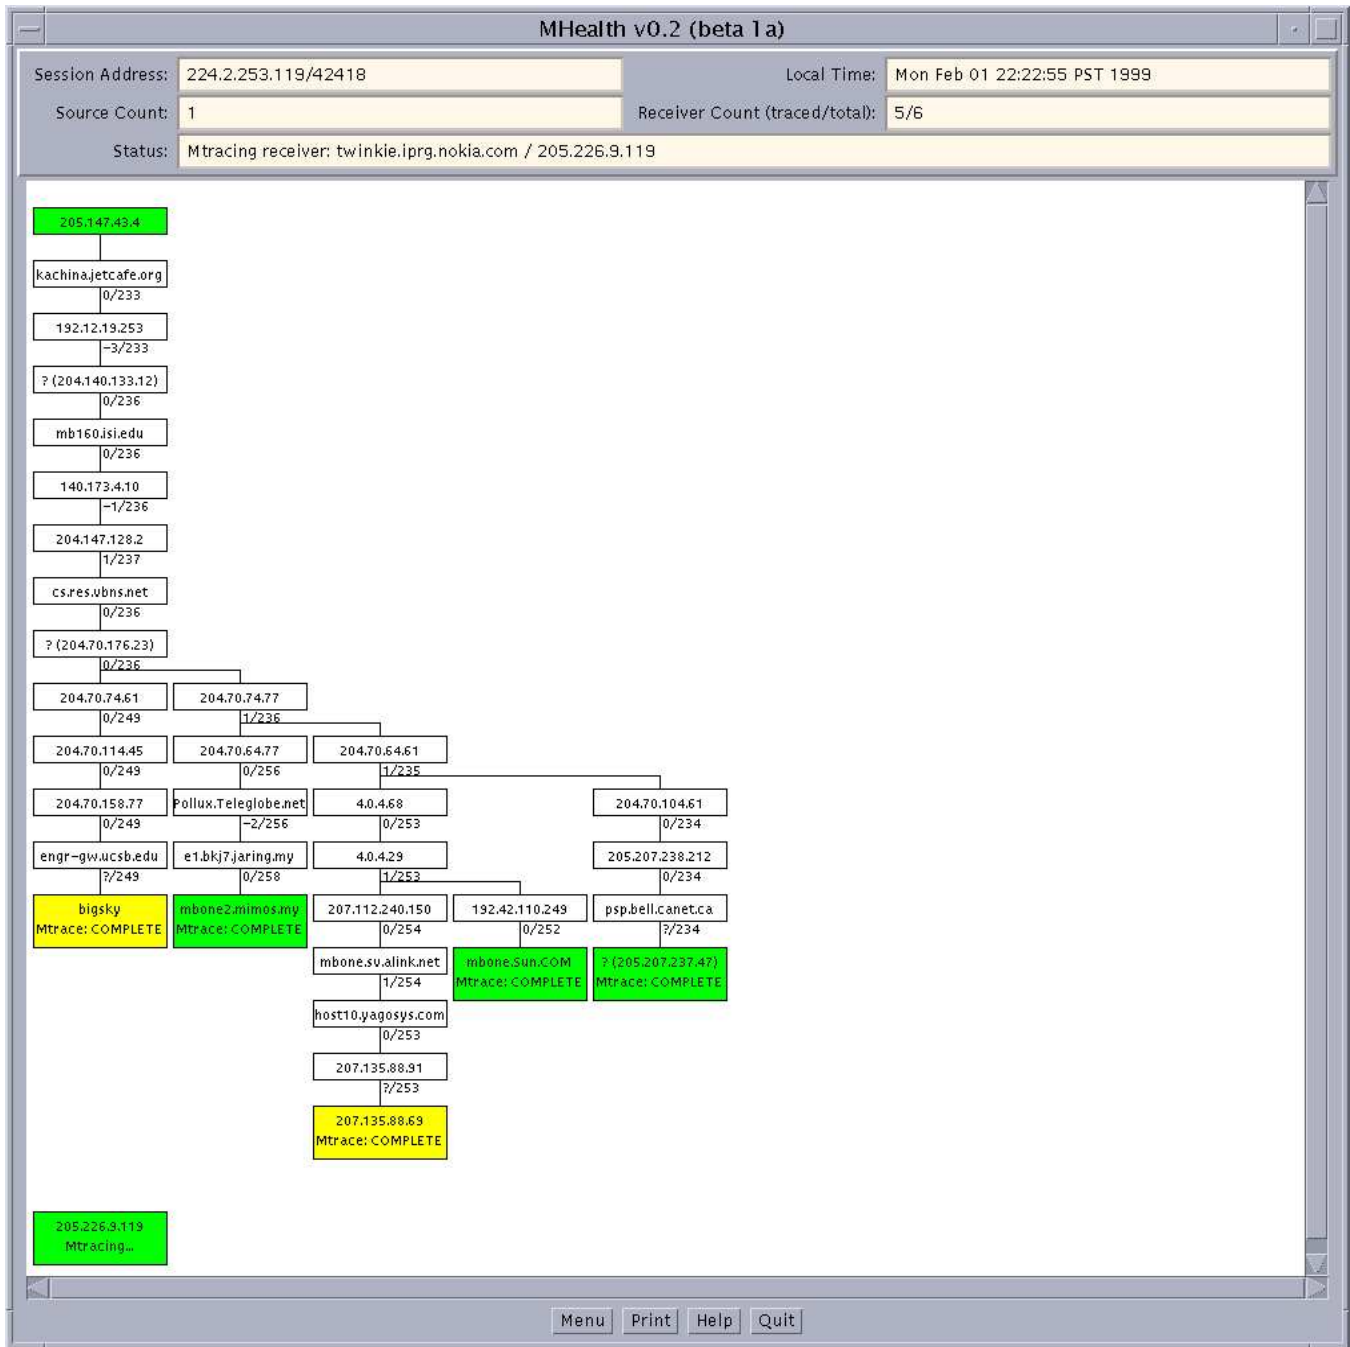 MHealth v0.2 (beta 1a)
Session Address: 224.2.253.119/42418 Local Time: Mon Feb 01 22:22:55 PST 1999
Source Count: 1 Receiver Count (traced/total): 5/6
Status: Mtracing receiver: twinkie.iprg.nokia.com / 205.226.9.119
205.147.43.4
kachina.jetcafe.org
0/233
192.12.19.253
-3/233
? (204.140.133.12)
0/236
mb160.isi.edu
0/236
140.173.4.10
-1/236
204.147.128.2
1/237
cs.res.vbns.net
0/236
? (204.70.176.23)
0/236
204.70.74.61 204.70.74.77
0/249 1/236
204.70.114.45 204.70.64.77 204.70.64.61
0/249 0/256 1/235
204.70.158.77 Pollux.Teleglobe.net 4.0.4.68 204.70.104.61
0/249 -2/256 0/253 0/234
engr-gw.ucsb.edu e1.bkj7.jaring.my 4.0.4.29 205.207.238.212
?/249 0/258 1/253 0/234
bigsky mbone2.mimos.my 207.112.240.150 192.42.110.249 psp.bell.canet.ca
Mtrace: COMPLETE Mtrace: COMPLETE 0/254 0/252 ?/234
mbone.sv.alink.net mbone.Sun.COM ? (205.207.237.47)
1/254 Mtrace: COMPLETE Mtrace: COMPLETE
host10.yagosys.com
0/253
207.135.88.91
?/253
207.135.88.69
Mtrace: COMPLETE
205.226.9.119
Mtracing...
Menu Print Help Quit